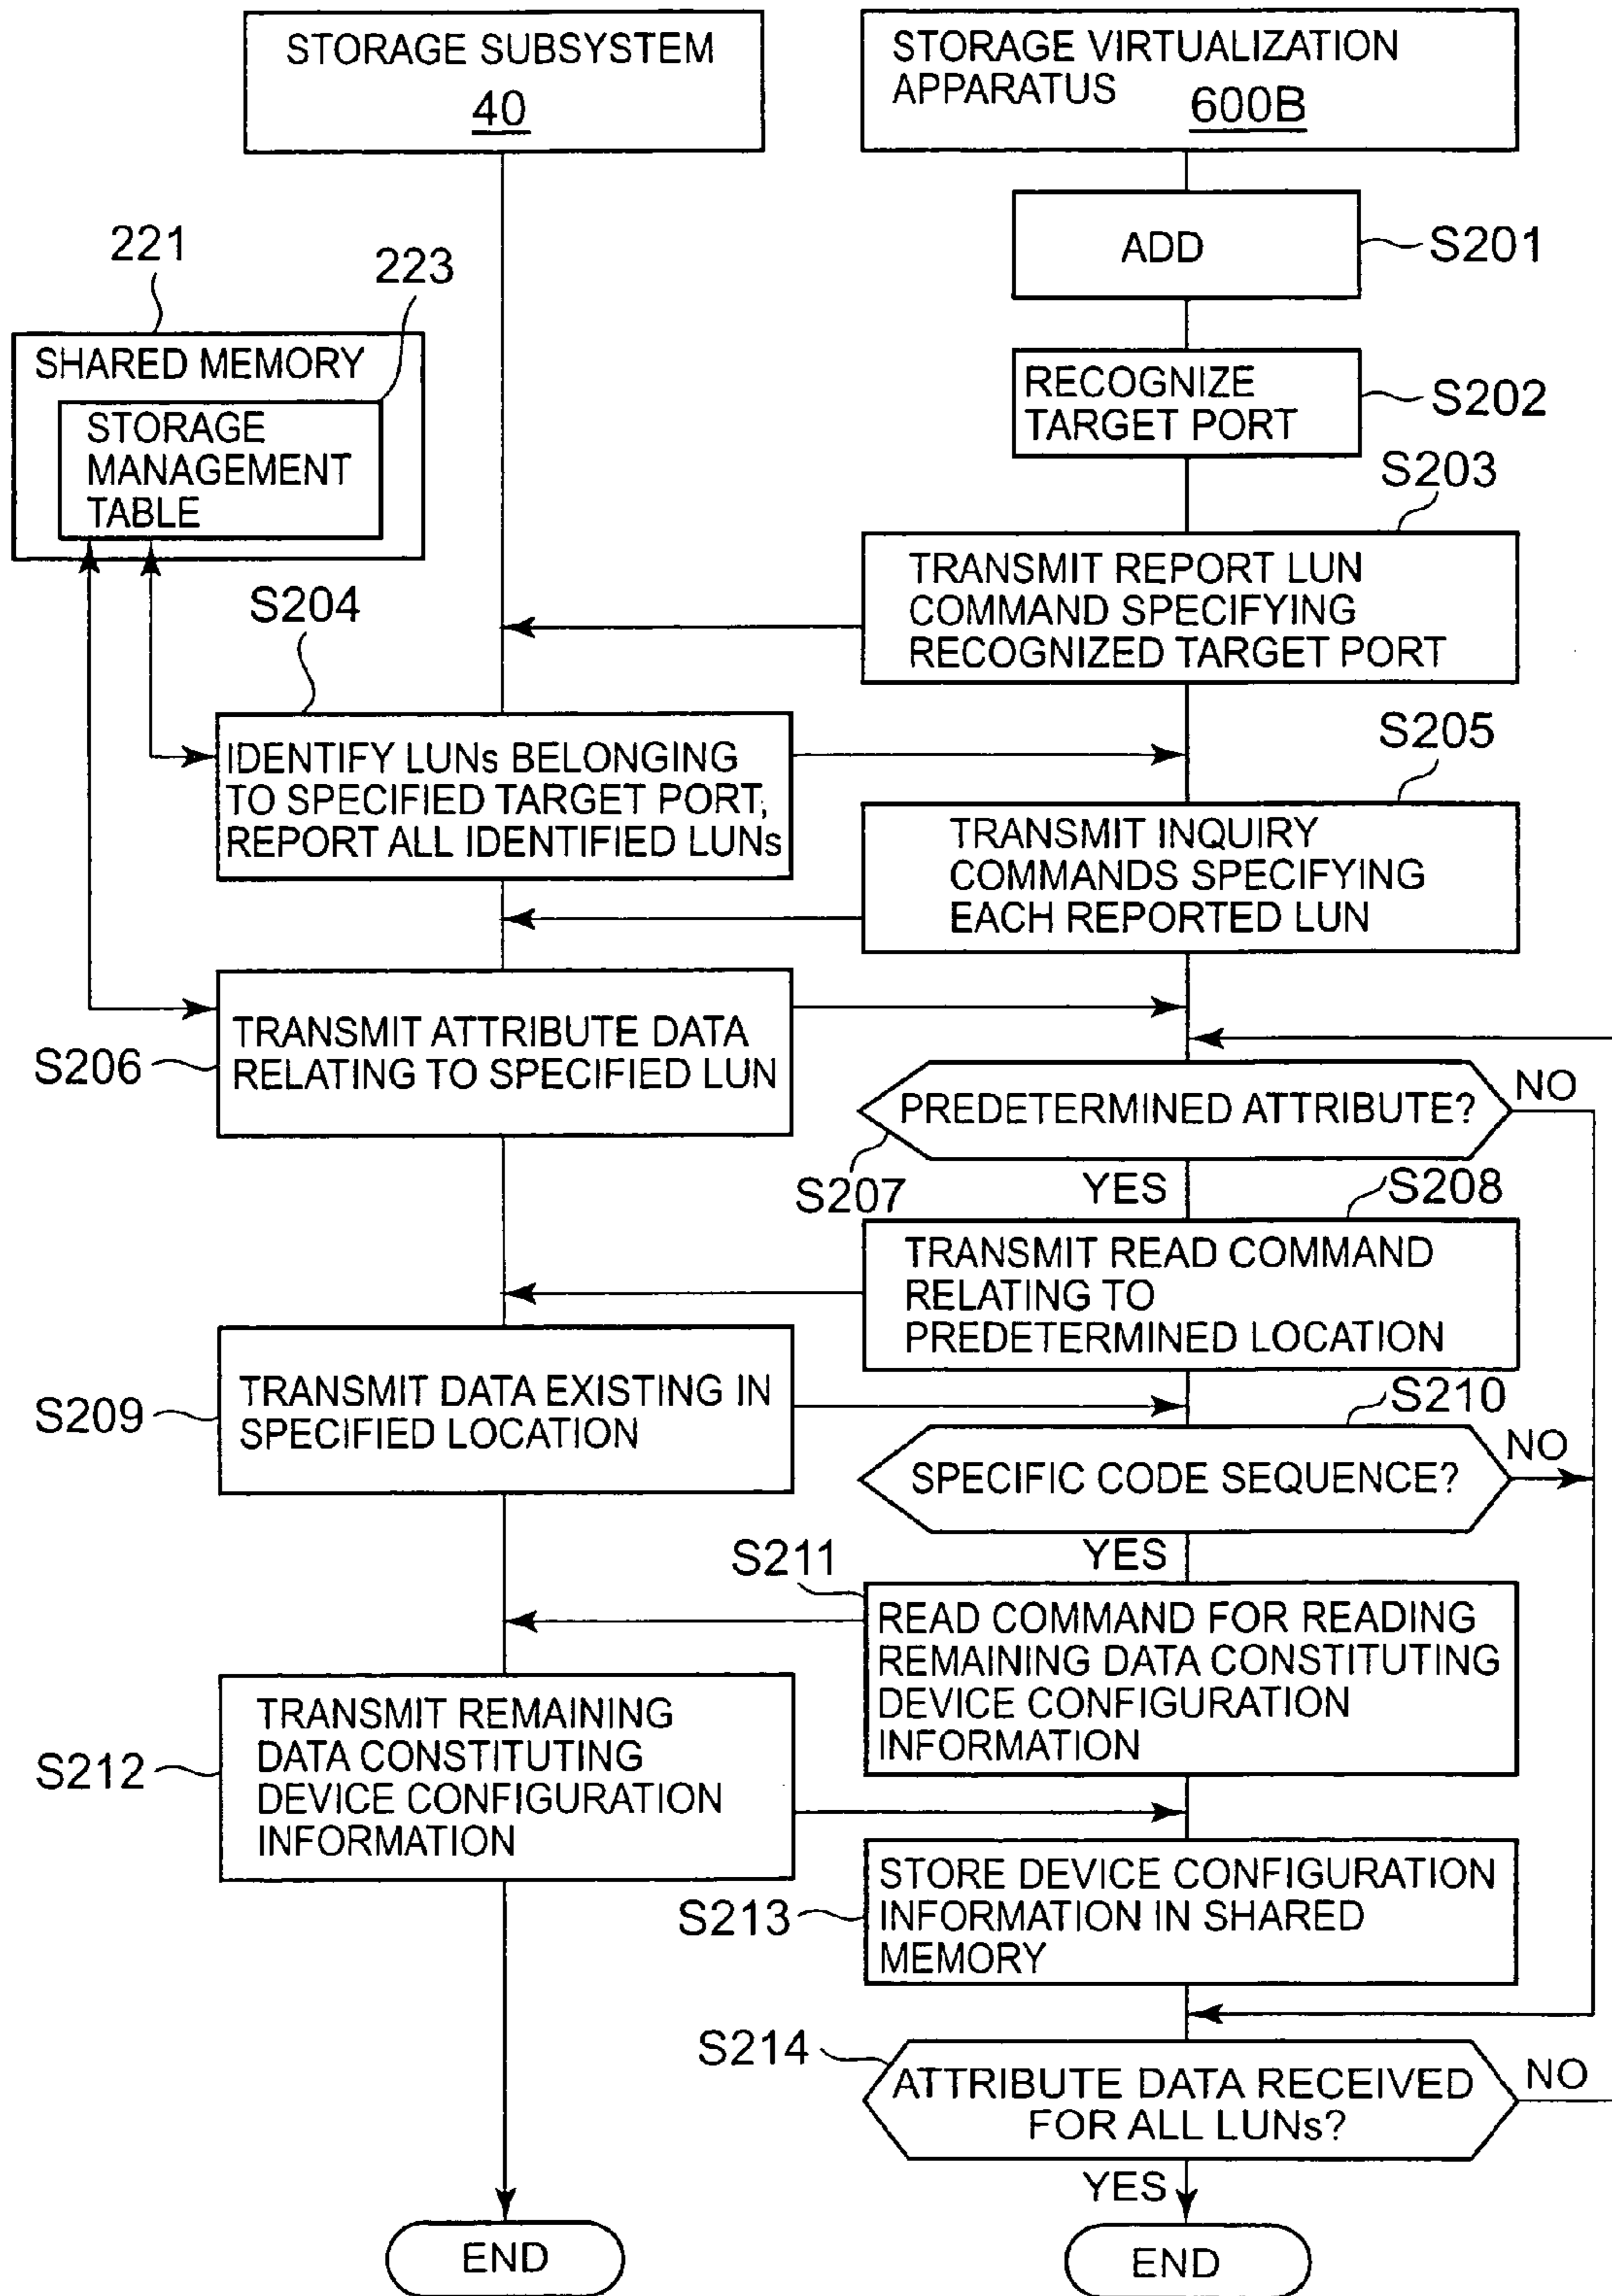 STORAGE SUBSYSTEM
40
STORAGE VIRTUALIZATION
APPARATUS 600B
ADD
S201
221
223
SHARED MEMORY
STORAGE
MANAGEMENT
TABLE
RECOGNIZE
TARGET PORT
S202
S203
TRANSMIT REPORT LUN
COMMAND SPECIFYING
RECOGNIZED TARGET PORT
S204
IDENTIFY LUNs BELONGING
TO SPECIFIED TARGET PORT,
REPORT ALL IDENTIFIED LUNs
S205
TRANSMIT INQUIRY
COMMANDS SPECIFYING
EACH REPORTED LUN
S206
TRANSMIT ATTRIBUTE DATA
RELATING TO SPECIFIED LUN
PREDETERMINED ATTRIBUTE?
NO
S207
YES
S208
TRANSMIT READ COMMAND
RELATING TO
PREDETERMINED LOCATION
S209
TRANSMIT DATA EXISTING IN
SPECIFIED LOCATION
S210
SPECIFIC CODE SEQUENCE?
NO
YES
S211
READ COMMAND FOR READING
REMAINING DATA CONSTITUTING
DEVICE CONFIGURATION
INFORMATION
S212
TRANSMIT REMAINING
DATA CONSTITUTING
DEVICE CONFIGURATION
INFORMATION
S213
STORE DEVICE CONFIGURATION
INFORMATION IN SHARED
MEMORY
S214
ATTRIBUTE DATA RECEIVED
FOR ALL LUNs?
NO
YES
END
END